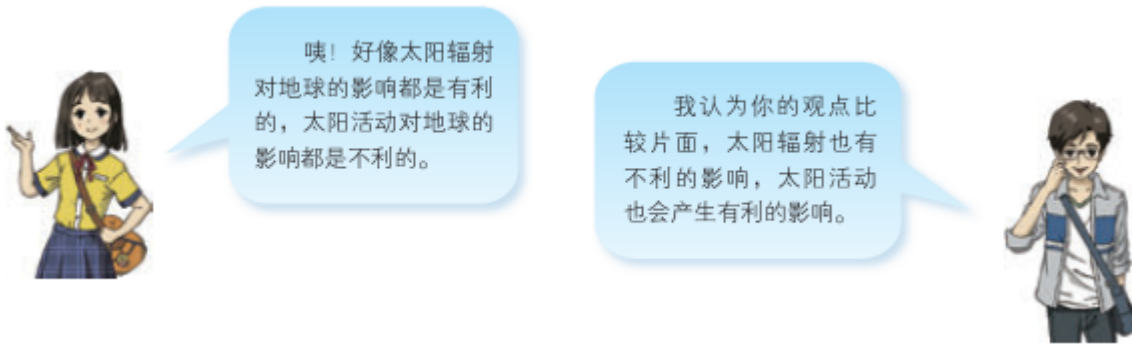 咦！好像太阳辐射
对地球的影响都是有利
的，太阳活动对地球的
影响都是不利的。
我认为你的观点比
较片面，太阳辐射也有
不利的影响，太阳活动
也会产生有利的影响。